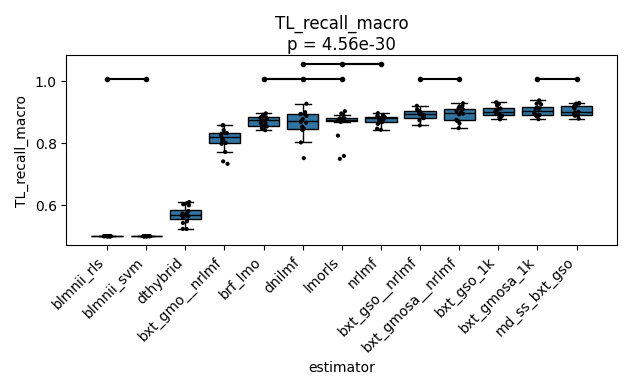 TL_recall_macro
p = 4.56e-30
TL_recall_macro
1.0
0.8
0.6
blmnii_rls
blmnii_svm
dthybrid
bxt_gmo__nrlmf
brf_lmo
dnilmf
lmorls
nrlmf
bxt_gso__nrlmf
bxt_gmosa__nrlmf
bxt_gso_1k
bxt_gmosa_1k
md_ss_bxt_gso
estimator